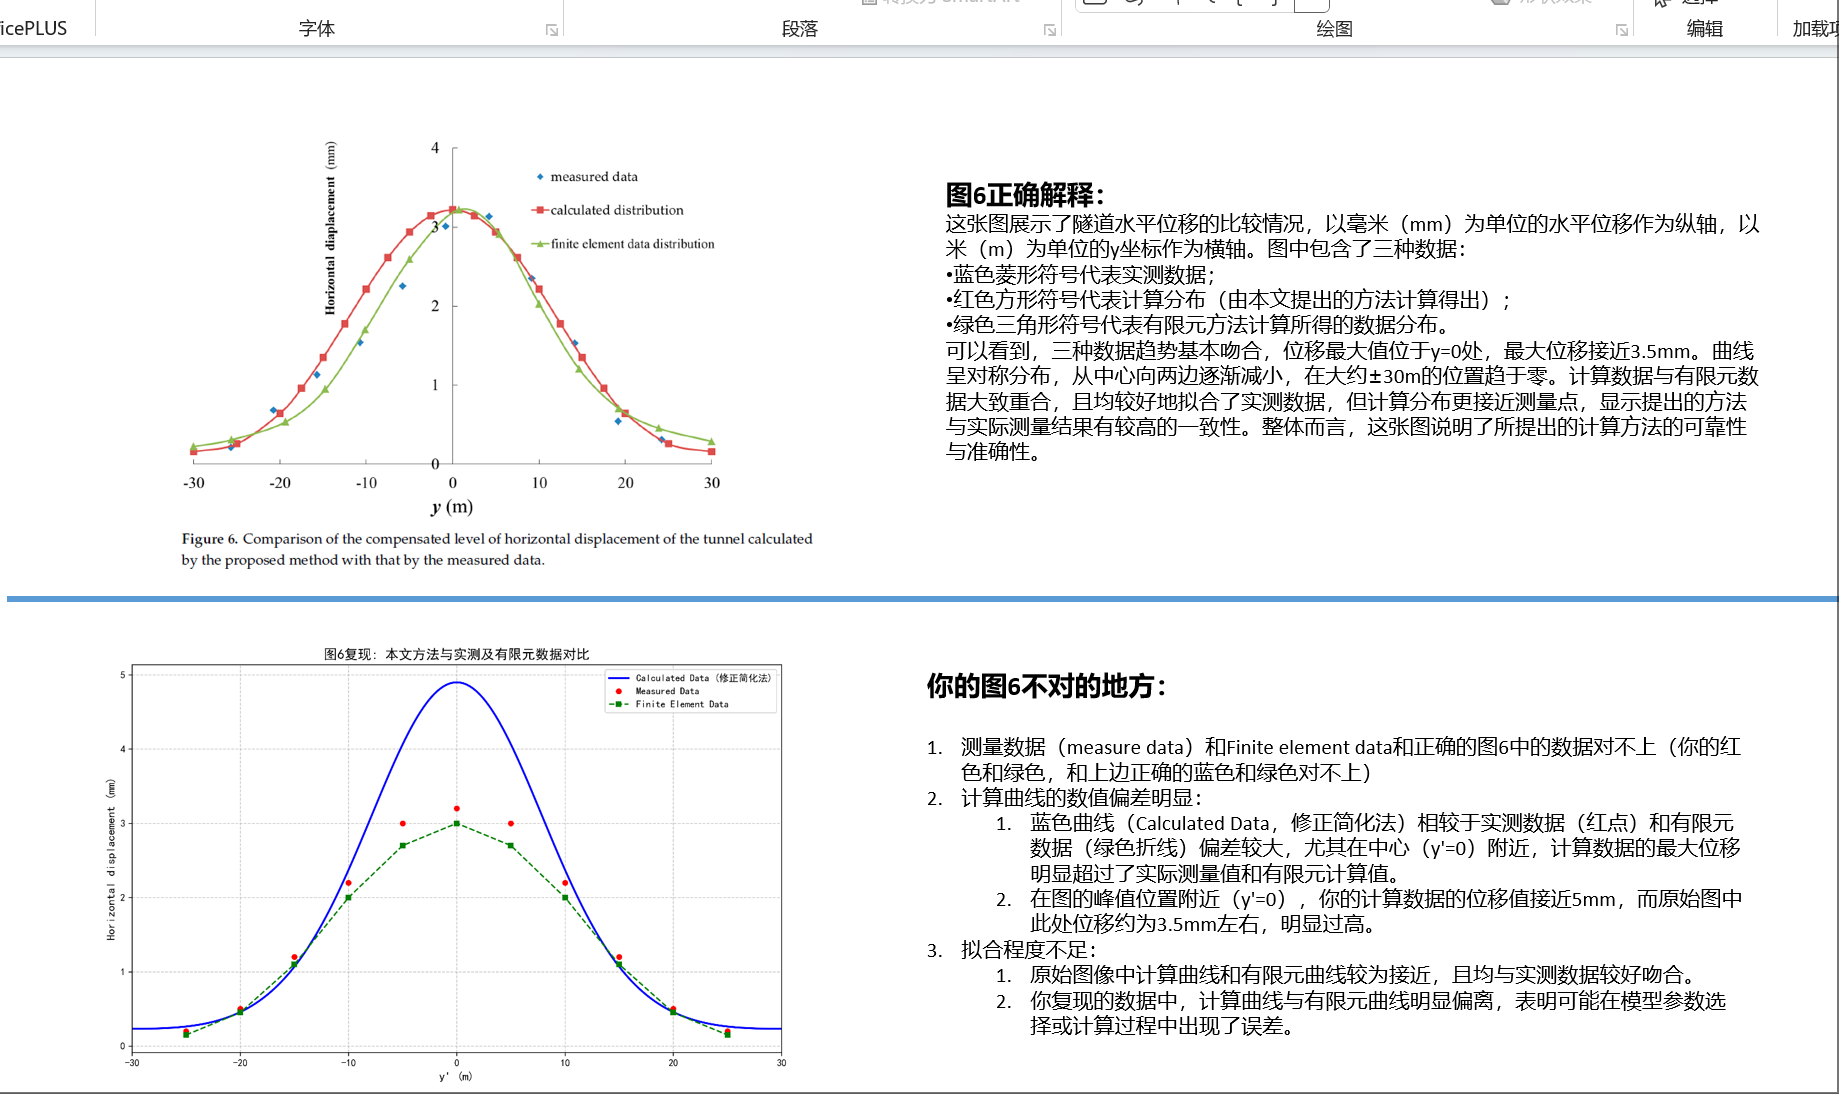 icePLUS
字体
段落
绘图
编辑
加载项
转换为 SmartArt
形状效果
选择
4
3
2
1
0
-30
-20
-10
0
10
20
30
Horizontal diaplacement (mm)
y (m)
measured data
calculated distribution
finite element data distribution
Figure 6. Comparison of the compensated level of horizontal displacement of the tunnel calculated
by the proposed method with that by the measured data.
图6正确解释：
这张图展示了隧道水平位移的比较情况，以毫米（mm）为单位的水平位移作为纵轴，以
米（m）为单位的y坐标作为横轴。图中包含了三种数据：
•蓝色菱形符号代表实测数据；
•红色方形符号代表计算分布（由本文提出的方法计算得出）；
•绿色三角形符号代表有限元方法计算所得的数据分布。
可以看到，三种数据趋势基本吻合，位移最大值位于y=0处，最大位移接近3.5mm。曲线
呈对称分布，从中心向两边逐渐减小，在大约±30m的位置趋于零。计算数据与有限元数
据大致重合，且均较好地拟合了实测数据，但计算分布更接近测量点，显示提出的方法
与实际测量结果有较高的一致性。整体而言，这张图说明了所提出的计算方法的可靠性
与准确性。
图6复现：本文方法与实测及有限元数据对比
Calculated Data (修正简化法)
Measured Data
Finite Element Data
5
4
3
2
1
0
−30
−20
−10
0
10
20
30
Horizontal displacement (mm)
y' (m)
你的图6不对的地方：
1. 测量数据（measure data）和Finite element data和正确的图6中的数据对不上（你的红
色和绿色，和上边正确的蓝色和绿色对不上）
2. 计算曲线的数值偏差明显：
1. 蓝色曲线（Calculated Data，修正简化法）相较于实测数据（红点）和有限元
数据（绿色折线）偏差较大，尤其在中心（y'=0）附近，计算数据的最大位移
明显超过了实际测量值和有限元计算值。
2. 在图的峰值位置附近（y'=0），你的计算数据的位移值接近5mm，而原始图中
此处位移约为3.5mm左右，明显过高。
3. 拟合程度不足：
1. 原始图像中计算曲线和有限元曲线较为接近，且均与实测数据较好吻合。
2. 你复现的数据中，计算曲线与有限元曲线明显偏离，表明可能在模型参数选
择或计算过程中出现了误差。